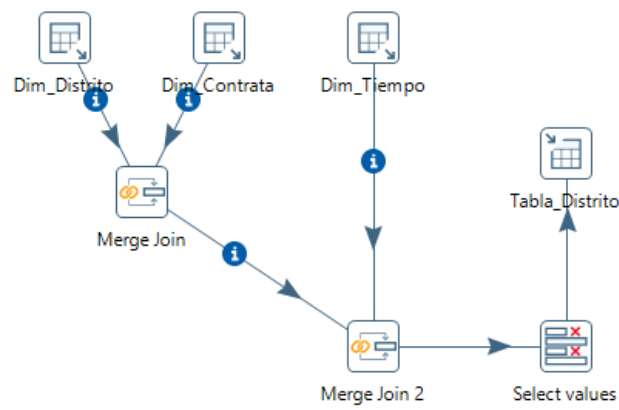 Dim_Distrito
Dim_Contrata
Dim_Tiempo
Tabla_Distrito
Merge Join
Merge Join 2
Select values